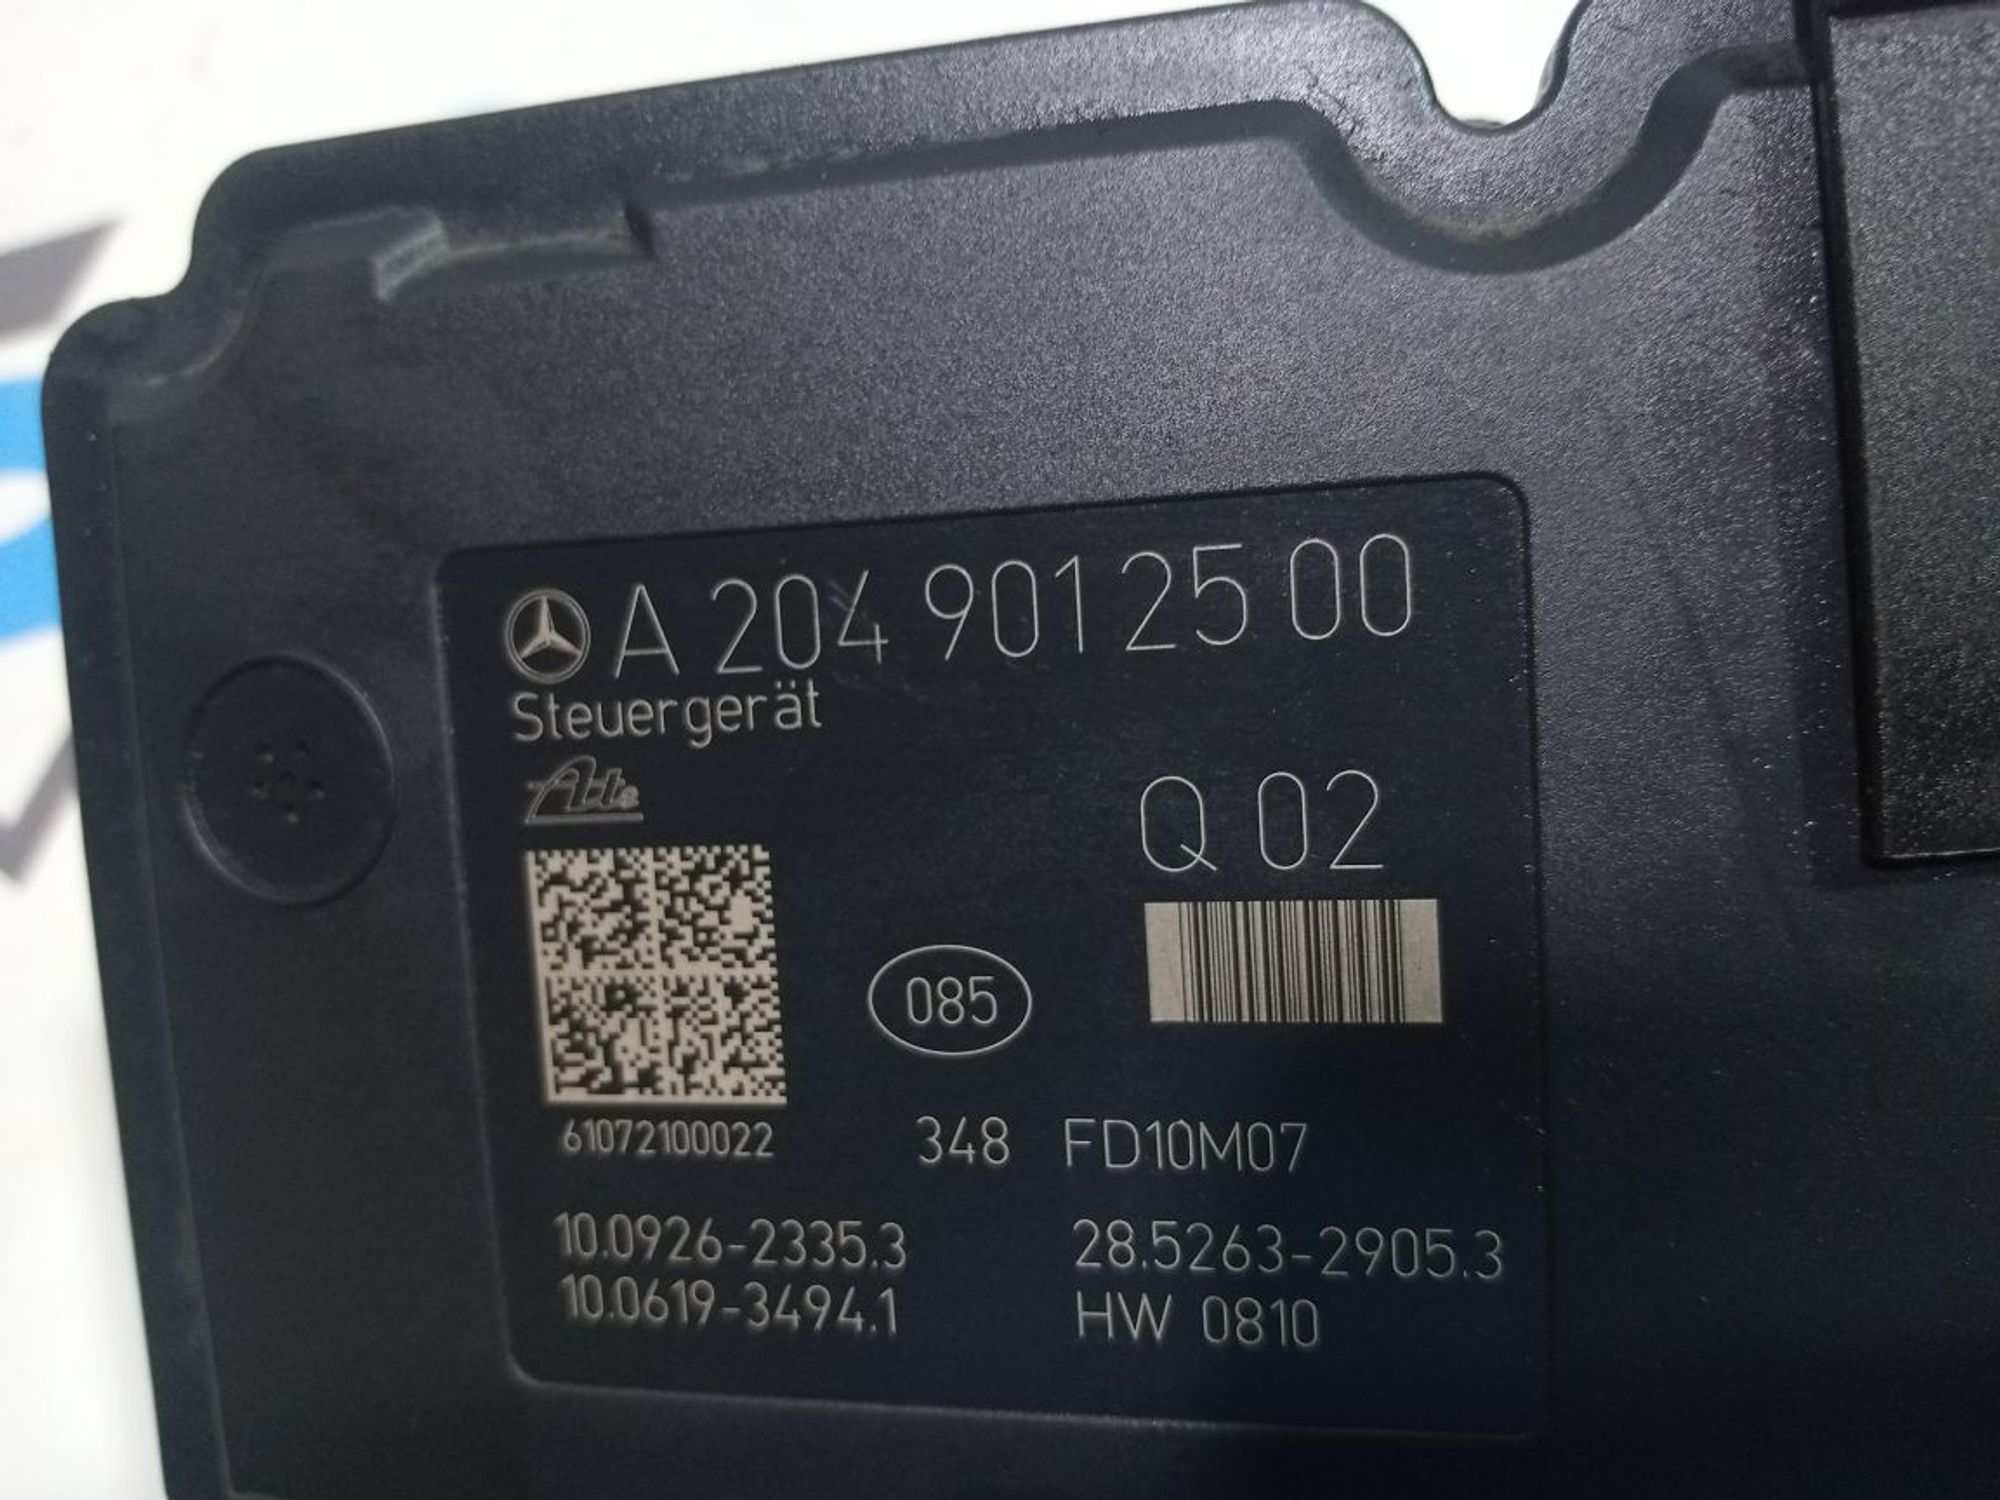 A 204 901 25 00
Steuergerät
Ate
Q 02
085
61072100022
348 FD10M07
10.0926-2335.3 28.5263-2905.3
10.0619-3494.1 HW 0810